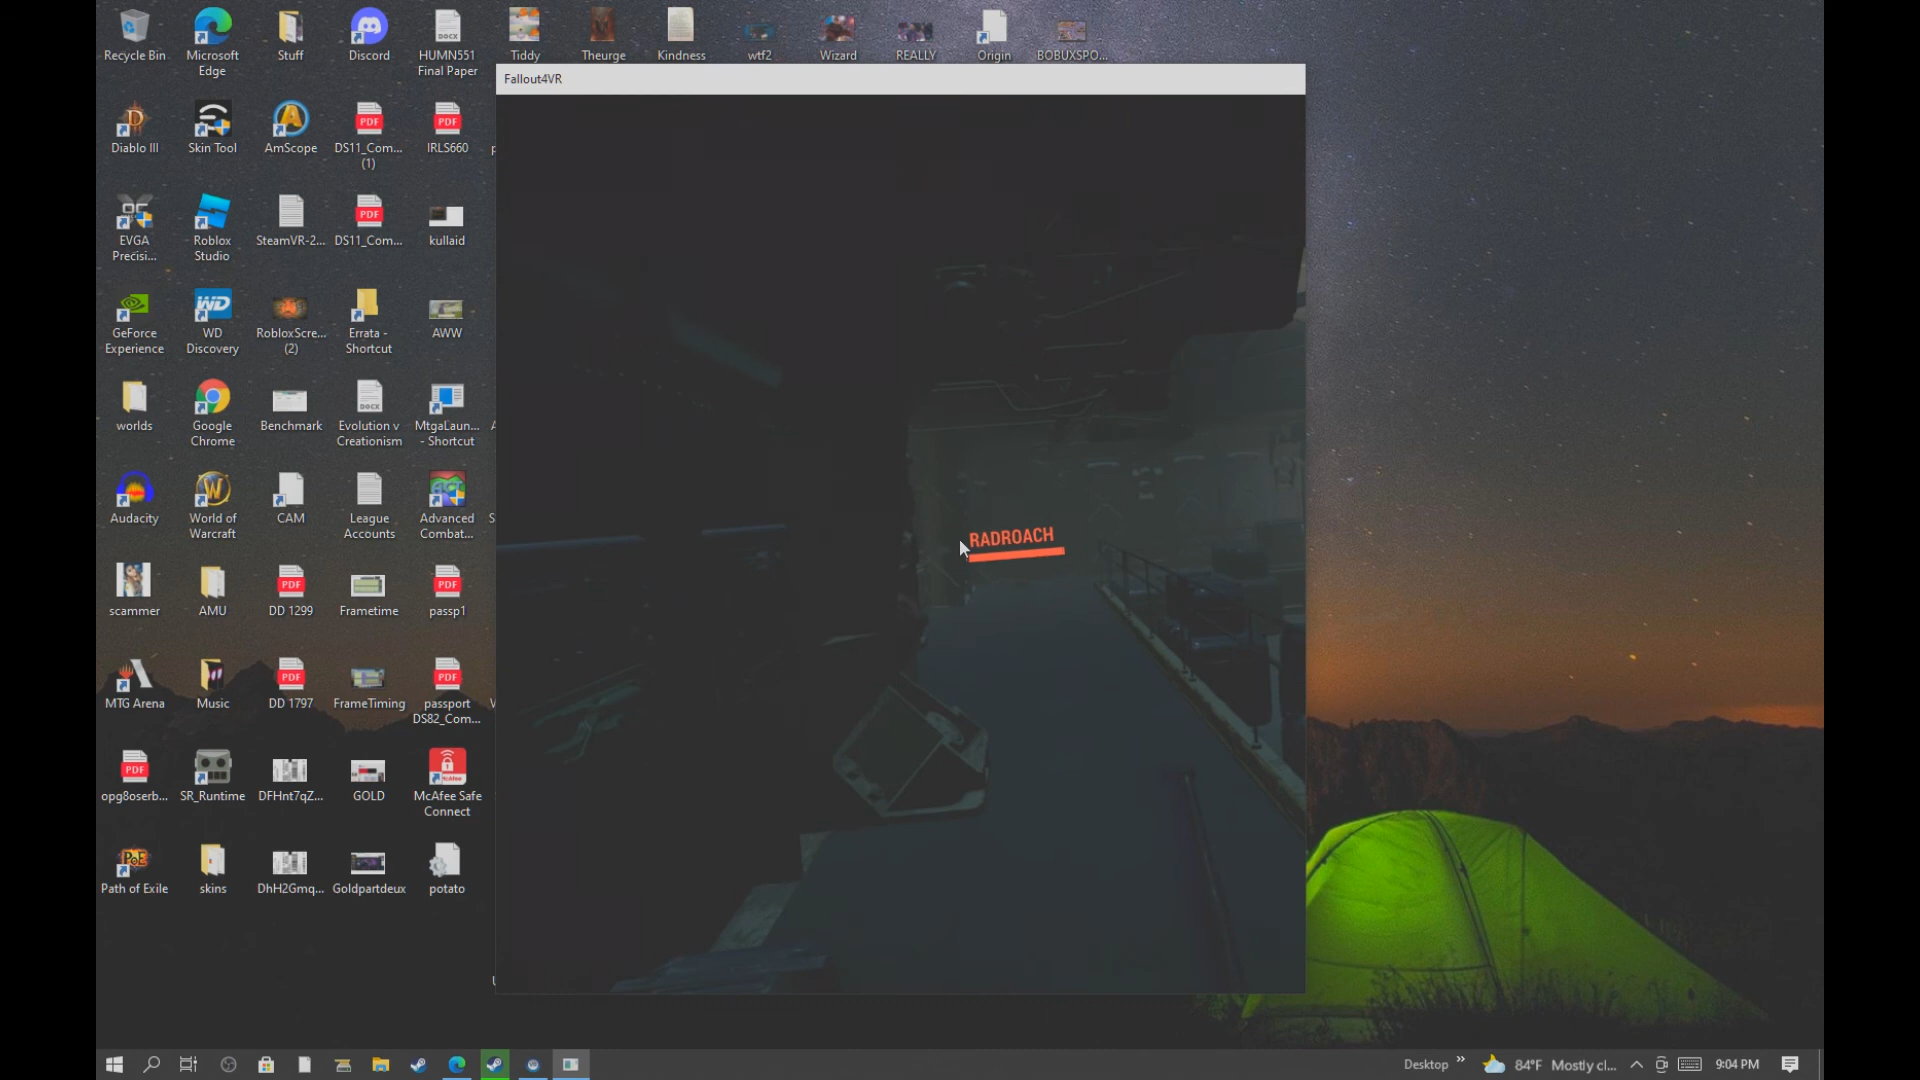 Recycle Bin
Microsoft
Edge
Stuff
Discord
HUMN551
Final Paper
Tiddy
Theurge
Kindness
wtf2
Wizard
REALLY
Origin
BOBUXSPO...
Fallout4VR
Diablo III
Skin Tool
AmScope
DS11_Com...
(1)
IRLS660
EVGA
Precisi...
Roblox
Studio
SteamVR-2...
DS11_Com...
kullaid
GeForce
Experience
WD
Discovery
RobloxScre...
(2)
Errata -
Shortcut
AWW
worlds
Google
Chrome
Benchmark
Evolution v
Creationism
MtgaLaun...
- Shortcut
Audacity
World of
Warcraft
CAM
League
Accounts
Advanced
Combat...
RADROACH
scammer
AMU
DD 1299
Frametime
passp1
MTG Arena
Music
DD 1797
FrameTiming
passport
DS82_Com...
opg8oserb...
SR_Runtime
DFHnt7qZ...
GOLD
McAfee Safe
Connect
Path of Exile
skins
DhH2Gmq...
Goldpartdeux
potato
Desktop
84°F Mostly cl...
9:04 PM